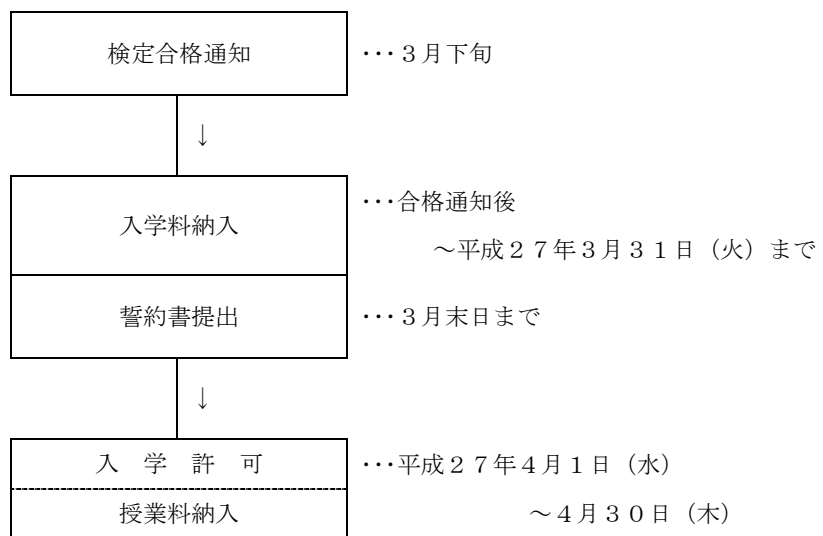 検定合格通知 ･･･３月下旬
↓
入学料納入 ･･･合格通知後
～平成２７年３月３１日（火）まで
誓約書提出 ･･･３月末日まで
↓
入　学　許　可 ･･･平成２７年４月１日（水）
授業料納入 ～４月３０日（木）